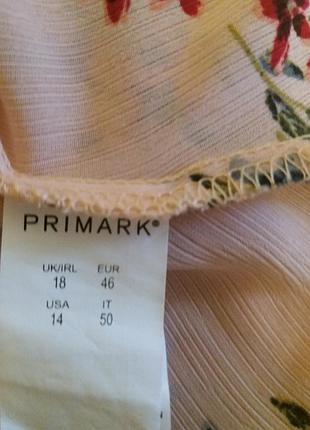 PRIMARK®
UK/IRL EUR
18 46
USA IT
14 50